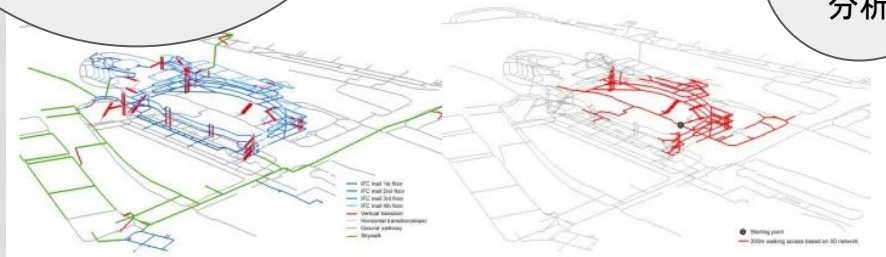 分析
IFC mall 1st floor
IFC mall 2nd floor
IFC mall 3rd floor
IFC mall 4th floor
Vertical transition
Horizontal transition(slope)
Ground walkway
Skywalk
Starting point
200m walking access based on 3D network